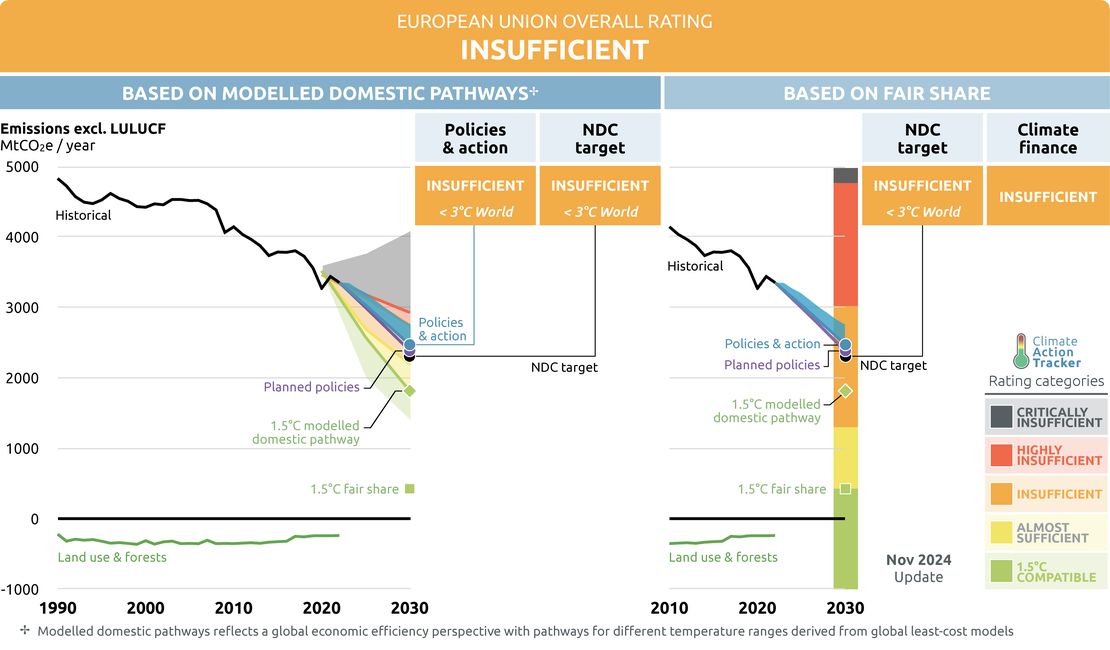 EUROPEAN UNION OVERALL RATING
INSUFFICIENT
BASED ON MODELLED DOMESTIC PATHWAYS✢
BASED ON FAIR SHARE
Emissions excl. LULUCF
MtCO₂e / year
Policies
& action
NDC
target
NDC
target
Climate
finance
INSUFFICIENT
< 3°C World
INSUFFICIENT
< 3°C World
INSUFFICIENT
< 3°C World
INSUFFICIENT
5000
4000
3000
2000
1000
0
-1000
Historical
Policies
& action
NDC target
Planned policies
1.5°C modelled
domestic pathway
1.5°C fair share
Land use & forests
1990
2000
2010
2020
2030
Historical
Policies & action
Planned policies
NDC target
1.5°C modelled
domestic pathway
1.5°C fair share
Land use & forests
2010
2020
2030
Nov 2024
Update
Climate
Action
Tracker
Rating categories
CRITICALLY
INSUFFICIENT
HIGHLY
INSUFFICIENT
INSUFFICIENT
ALMOST
SUFFICIENT
1.5°C
COMPATIBLE
✢ Modelled domestic pathways reflects a global economic efficiency perspective with pathways for different temperature ranges derived from global least-cost models